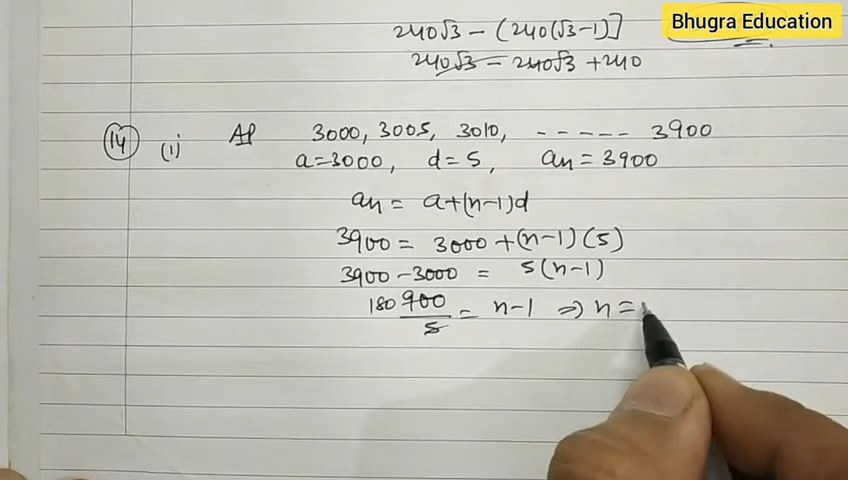 240√3 - (240(√3-1)]
Bhugra Education
240√3 - 240√3 + 240
14 (i) AP 3000, 3005, 3010, ----- 3900
a=3000, d=5, an = 3900
an = a+(n-1)d
3900 = 3000 + (n-1) (5)
3900 - 3000 = 5(n-1)
180 900/5 = n-1 ⇒ n =